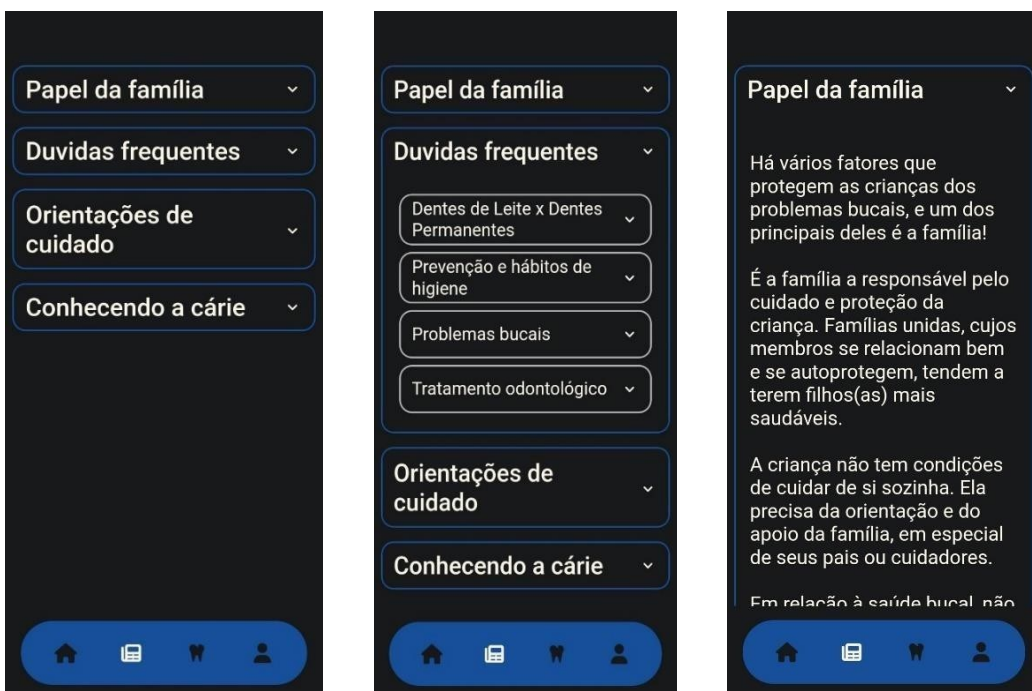 Papel da família
Duvidas frequentes
Orientações de
cuidado
Conhecendo a cárie
Papel da família
Duvidas frequentes
Dentes de Leite x Dentes
Permanentes
Prevenção e hábitos de
higiene
Problemas bucais
Tratamento odontológico
Orientações de
cuidado
Conhecendo a cárie
Papel da família
Há vários fatores que
protegem as crianças dos
problemas bucais, e um dos
principais deles é a família!
É a família a responsável pelo
cuidado e proteção da
criança. Famílias unidas, cujos
membros se relacionam bem
e se autoprotegem, tendem a
terem filhos(as) mais
saudáveis.
A criança não tem condições
de cuidar de si sozinha. Ela
precisa da orientação e do
apoio da família, em especial
de seus pais ou cuidadores.
Em relação à saúde bucal, não